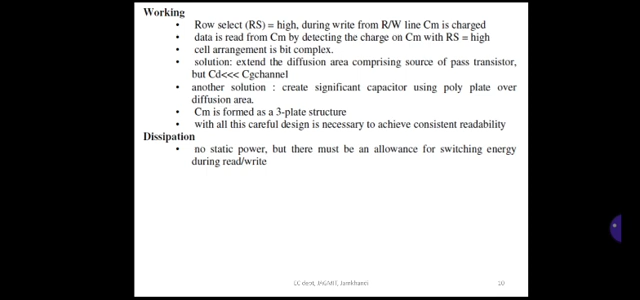 Working
• Row select (RS) = high, during write from R/W line Cm is charged
• data is read from Cm by detecting the charge on Cm with RS = high
• cell arrangement is bit complex.
• solution: extend the diffusion area comprising source of pass transistor,
but Cd<<< Cgchannel
• another solution : create significant capacitor using poly plate over
diffusion area.
• Cm is formed as a 3-plate structure
• with all this careful design is necessary to achieve consistent readability
Dissipation
• no static power, but there must be an allowance for switching energy
during read/write
EC dept, Jamkhandi
10